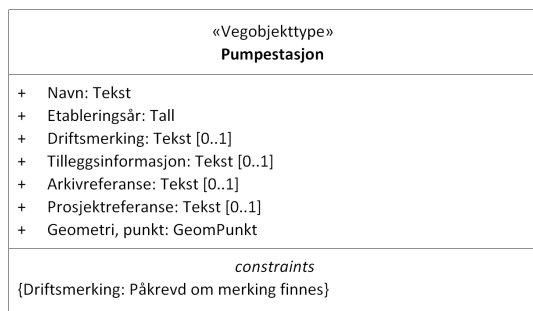 «Vegobjekttype»
Pumpestasjon
+ Navn: Tekst
+ Etableringsår: Tall
+ Driftsmerking: Tekst [0..1]
+ Tilleggsinformasjon: Tekst [0..1]
+ Arkivreferanse: Tekst [0..1]
+ Prosjektreferanse: Tekst [0..1]
+ Geometri, punkt: GeomPunkt
constraints
{Driftsmerking: Påkrevd om merking finnes}